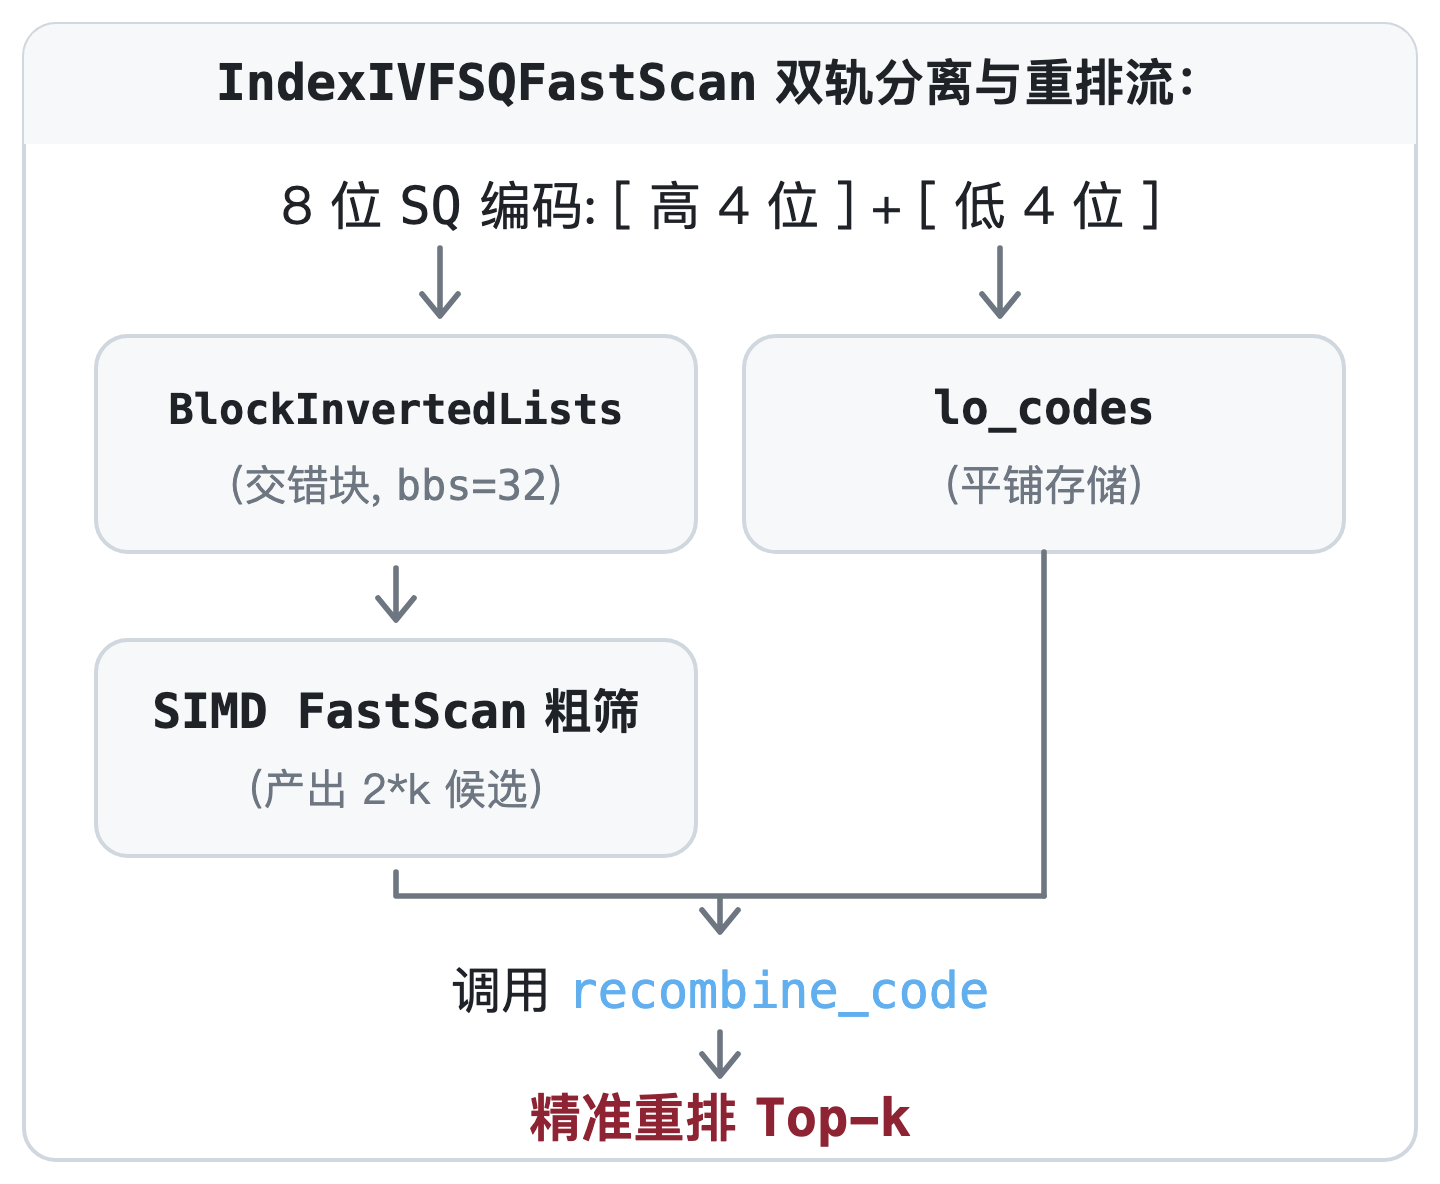 IndexIVFSQFastScan 双轨分离与重排流：
8 位 SQ 编码: [ 高 4 位 ] + [ 低 4 位 ]
BlockInvertedLists
(交错块, bbs=32)
lo_codes
(平铺存储)
SIMD FastScan 粗筛
(产出 2*k 候选)
调用 recombine_code
精准重排 Top-k